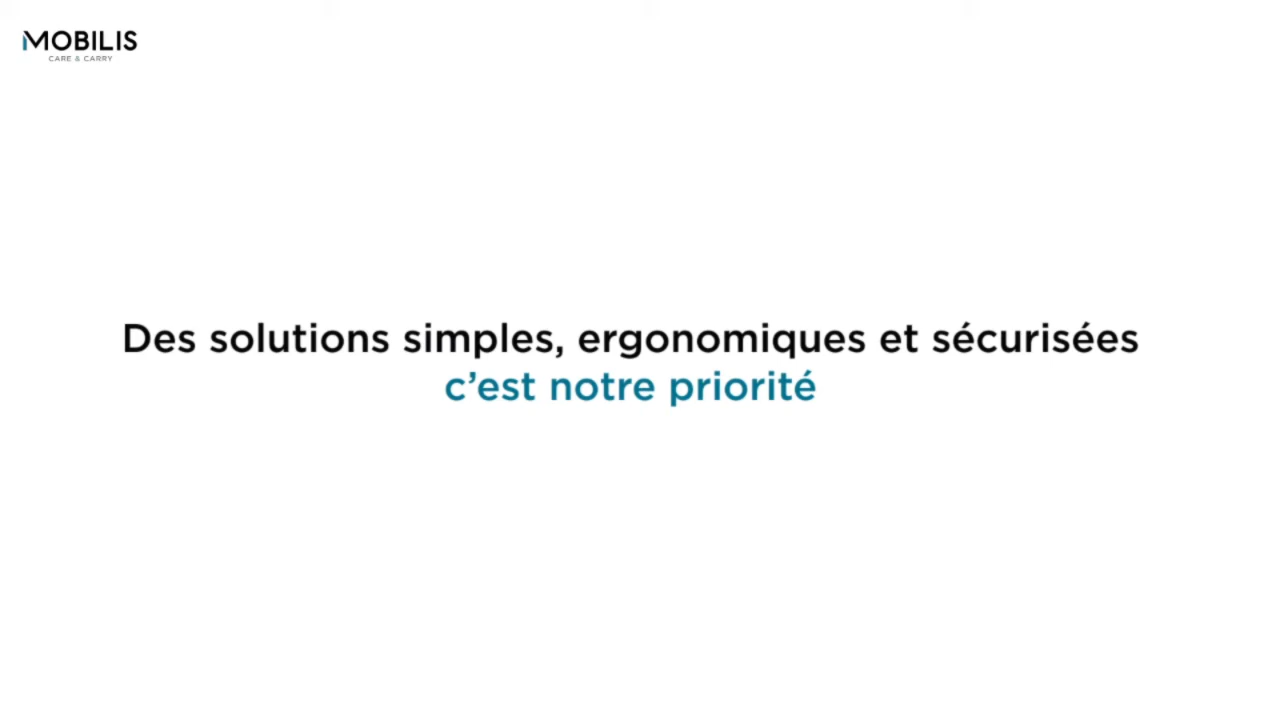 MOBILIS
CARE & CARRY
Des solutions simples, ergonomiques et sécurisées
c’est notre priorité